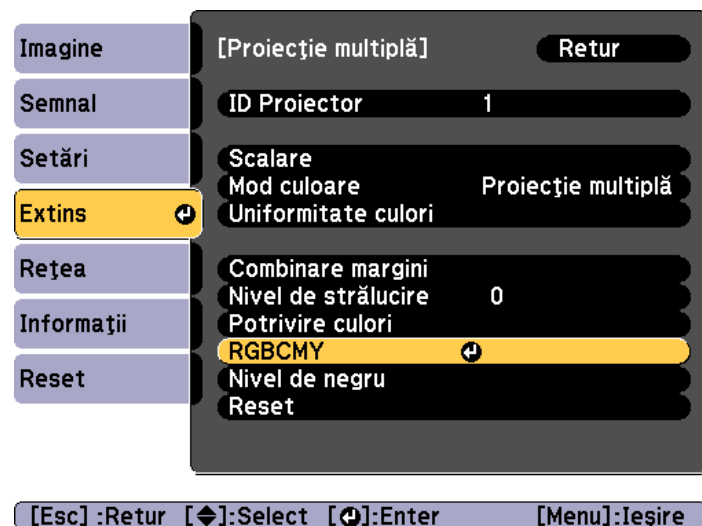 Imagine
Semnal
Setări
Extins
Reţea
Informaţii
Reset
[Proiecţie multiplă] Retur
ID Proiector 1
Scalare
Mod culoare Proiecţie multiplă
Uniformitate culori
Combinare margini
Nivel de strălucire 0
Potrivire culori
RGBCMY
Nivel de negru
Reset
[Esc] :Retur [◆]:Select [↵]:Enter [Menu]:Ieşire